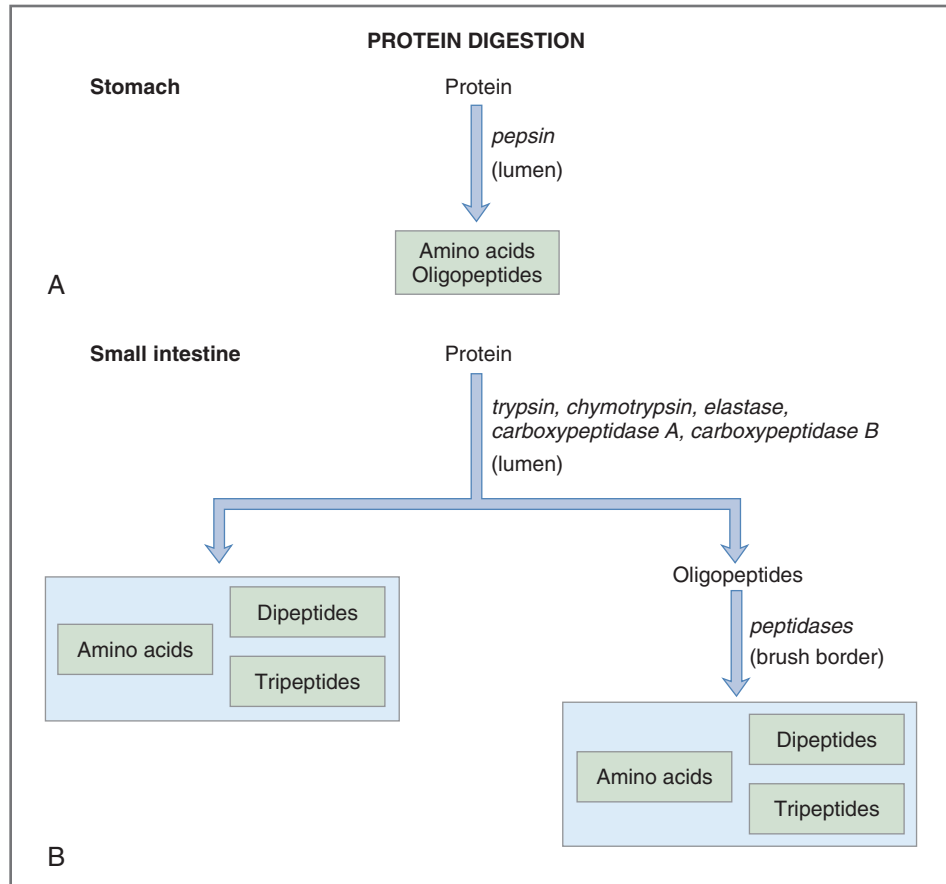 PROTEIN DIGESTION
Stomach
Protein
pepsin
(lumen)
Amino acids
Oligopeptides
A
Small intestine
Protein
trypsin, chymotrypsin, elastase,
carboxypeptidase A, carboxypeptidase B
(lumen)
Amino acids
Dipeptides
Tripeptides
Oligopeptides
peptidases
(brush border)
Amino acids
Dipeptides
Tripeptides
B